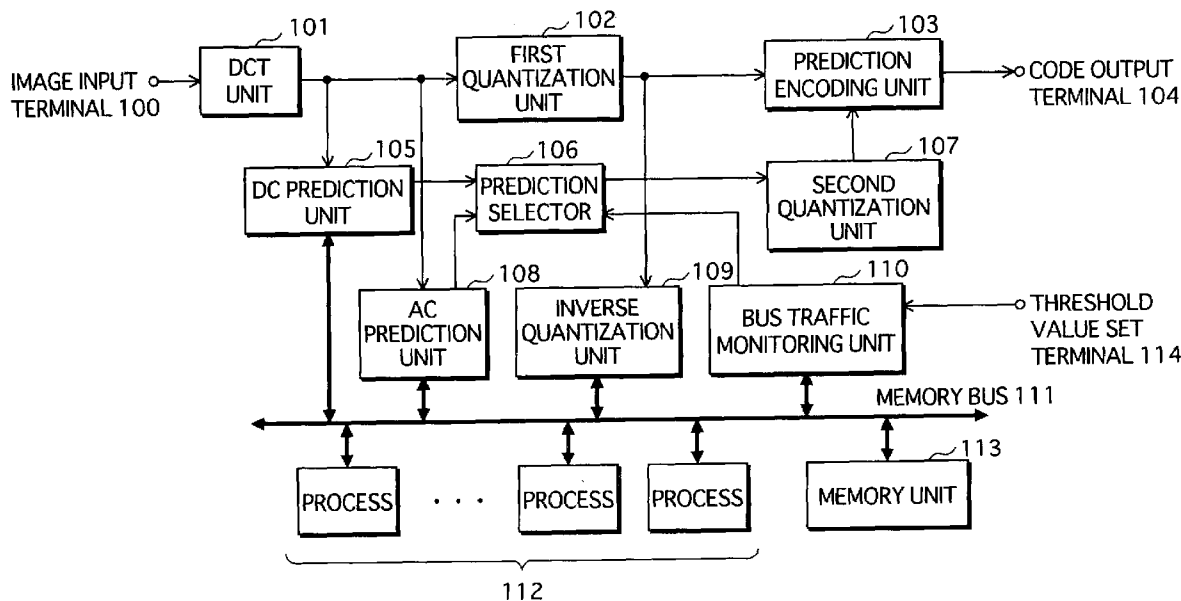 101
102
103
IMAGE INPUT
TERMINAL 100
DCT
UNIT
FIRST
QUANTIZATION
UNIT
PREDICTION
ENCODING UNIT
CODE OUTPUT
TERMINAL 104
105
106
107
DC PREDICTION
UNIT
PREDICTION
SELECTOR
SECOND
QUANTIZATION
UNIT
108
109
110
AC
PREDICTION
UNIT
INVERSE
QUANTIZATION
UNIT
BUS TRAFFIC
MONITORING UNIT
THRESHOLD
VALUE SET
TERMINAL 114
MEMORY BUS 111
113
PROCESS
. . .
PROCESS
PROCESS
MEMORY UNIT
112